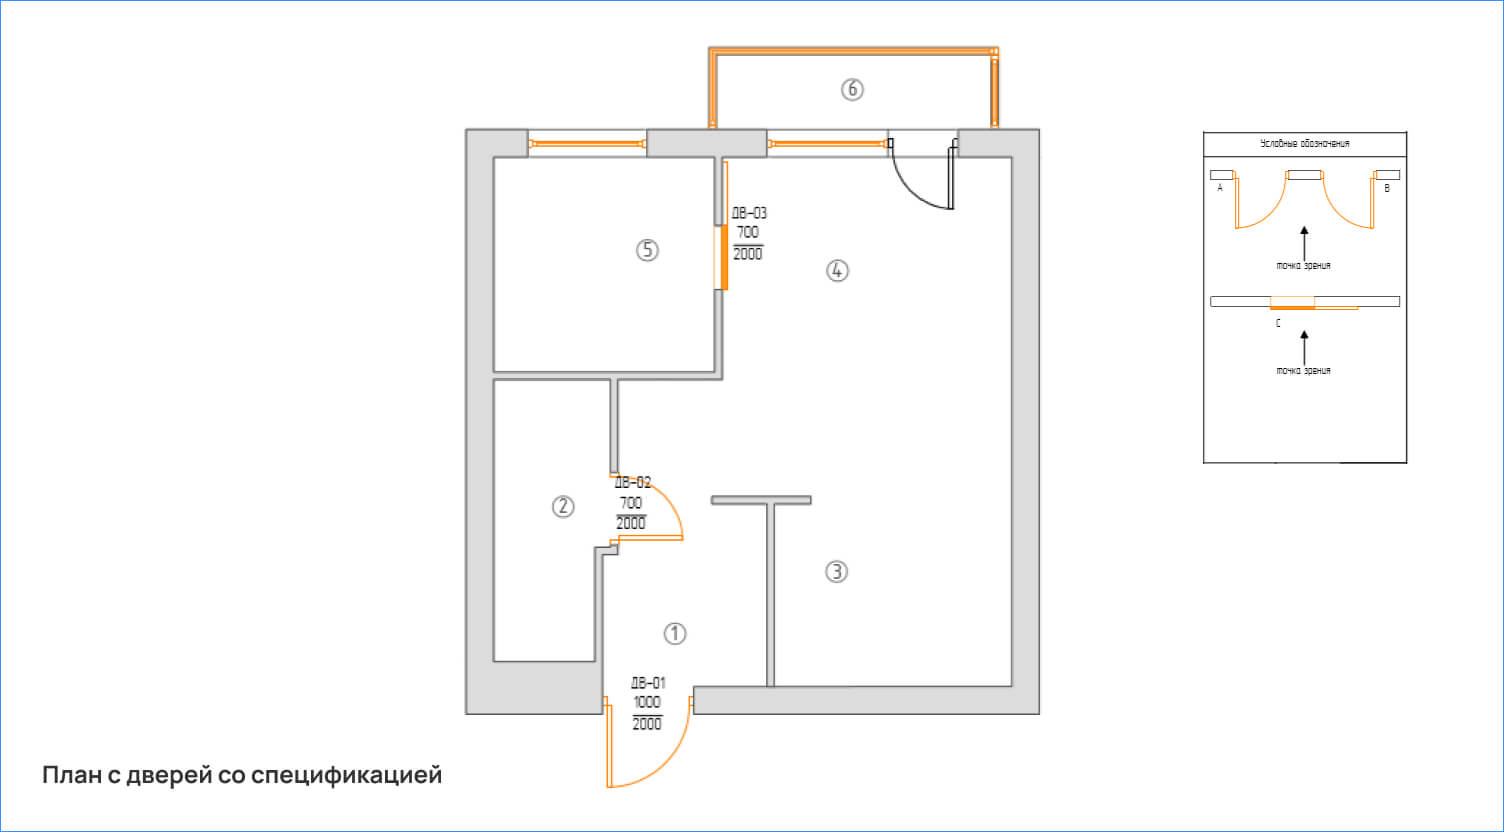 6
Условные обозначения
A
B
ДВ-03
700
2000
5
4
точка зрения
C
точка зрения
ДВ-02
700
2000
2
3
1
ДВ-01
1000
2000
План с дверей со спецификацией